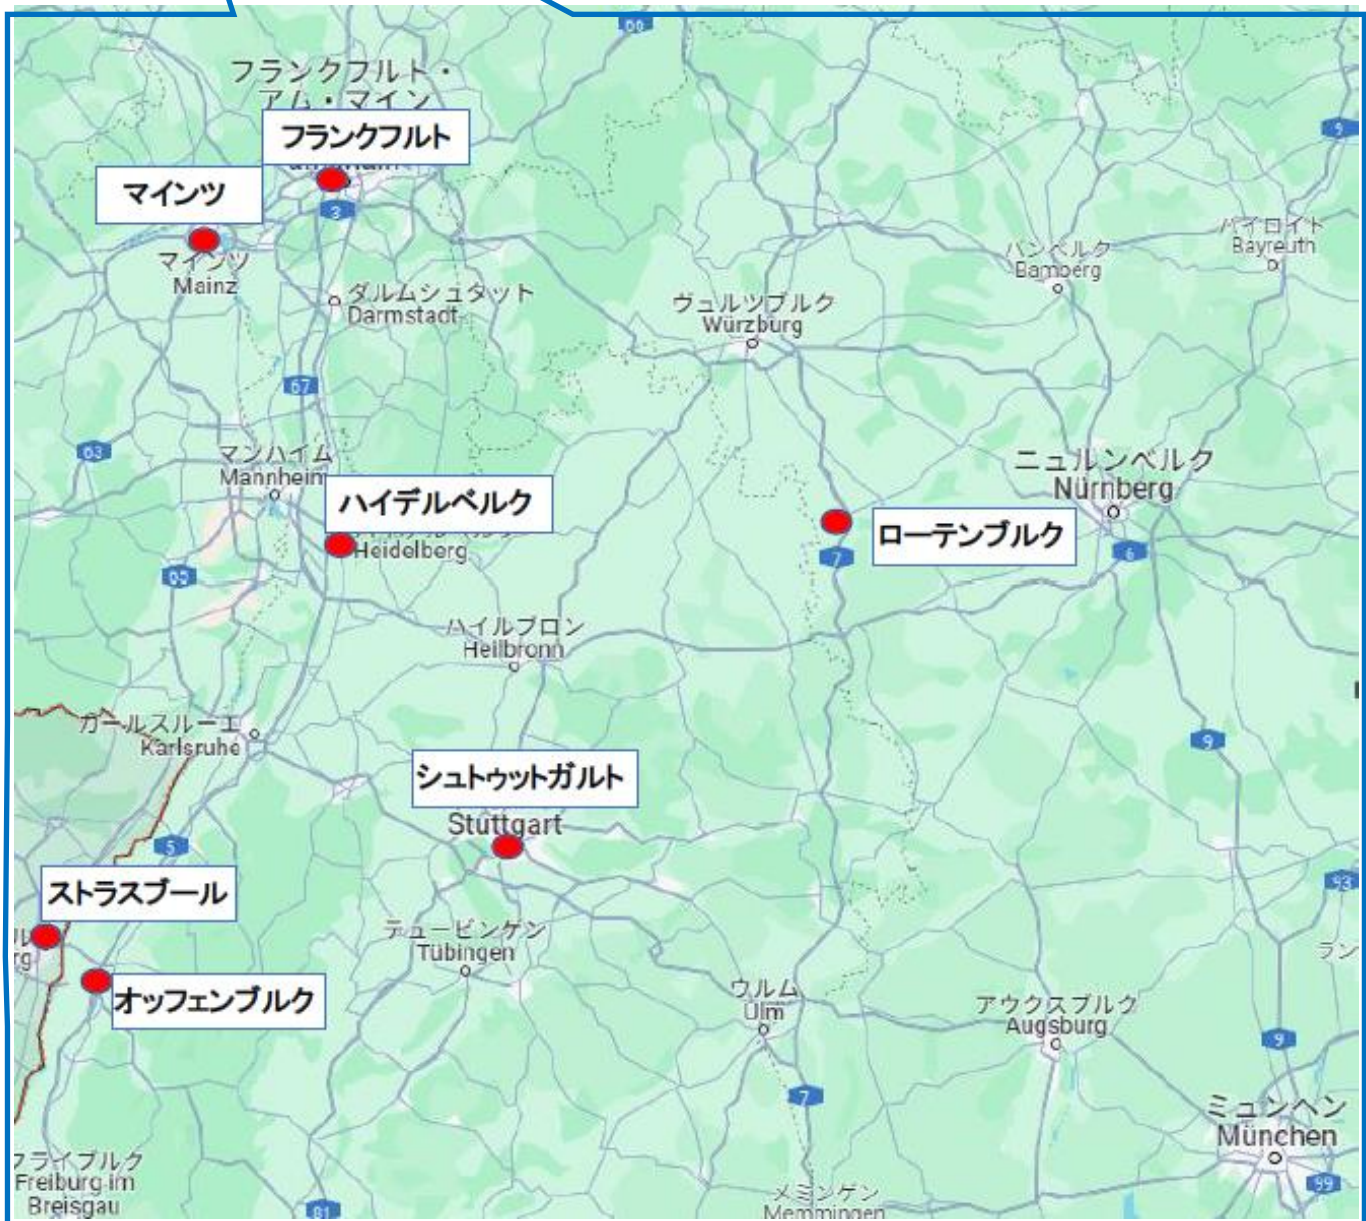 フランクフルト・
アム・マイン
フランクフルト
3
マインツ
マインツ
Mainz
ダルムシュタット
Darmstadt
9
バイロイト
Bayreuth
バンベルク
Bamberg
ヴュルツブルク
Würzburg
67
63
マンハイム
Mannheim
ハイデルベルク
Heidelberg
ニュルンベルク
Nürnberg
ローテンブルク
7
6
ハイルブロン
Heilbronn
カールスルーエ
Karlsruhe
9
シュトゥットガルト
Stuttgart
5
ストラスブール
93
テュービンゲン
Tübingen
オッフェンブルク
ウルム
Ulm
アウクスブルク
Augsburg
ラン
9
7
ミュンヘン
München
フライブルク
Freiburg im
Breisgau
メミンゲン
Memmingen
99
81